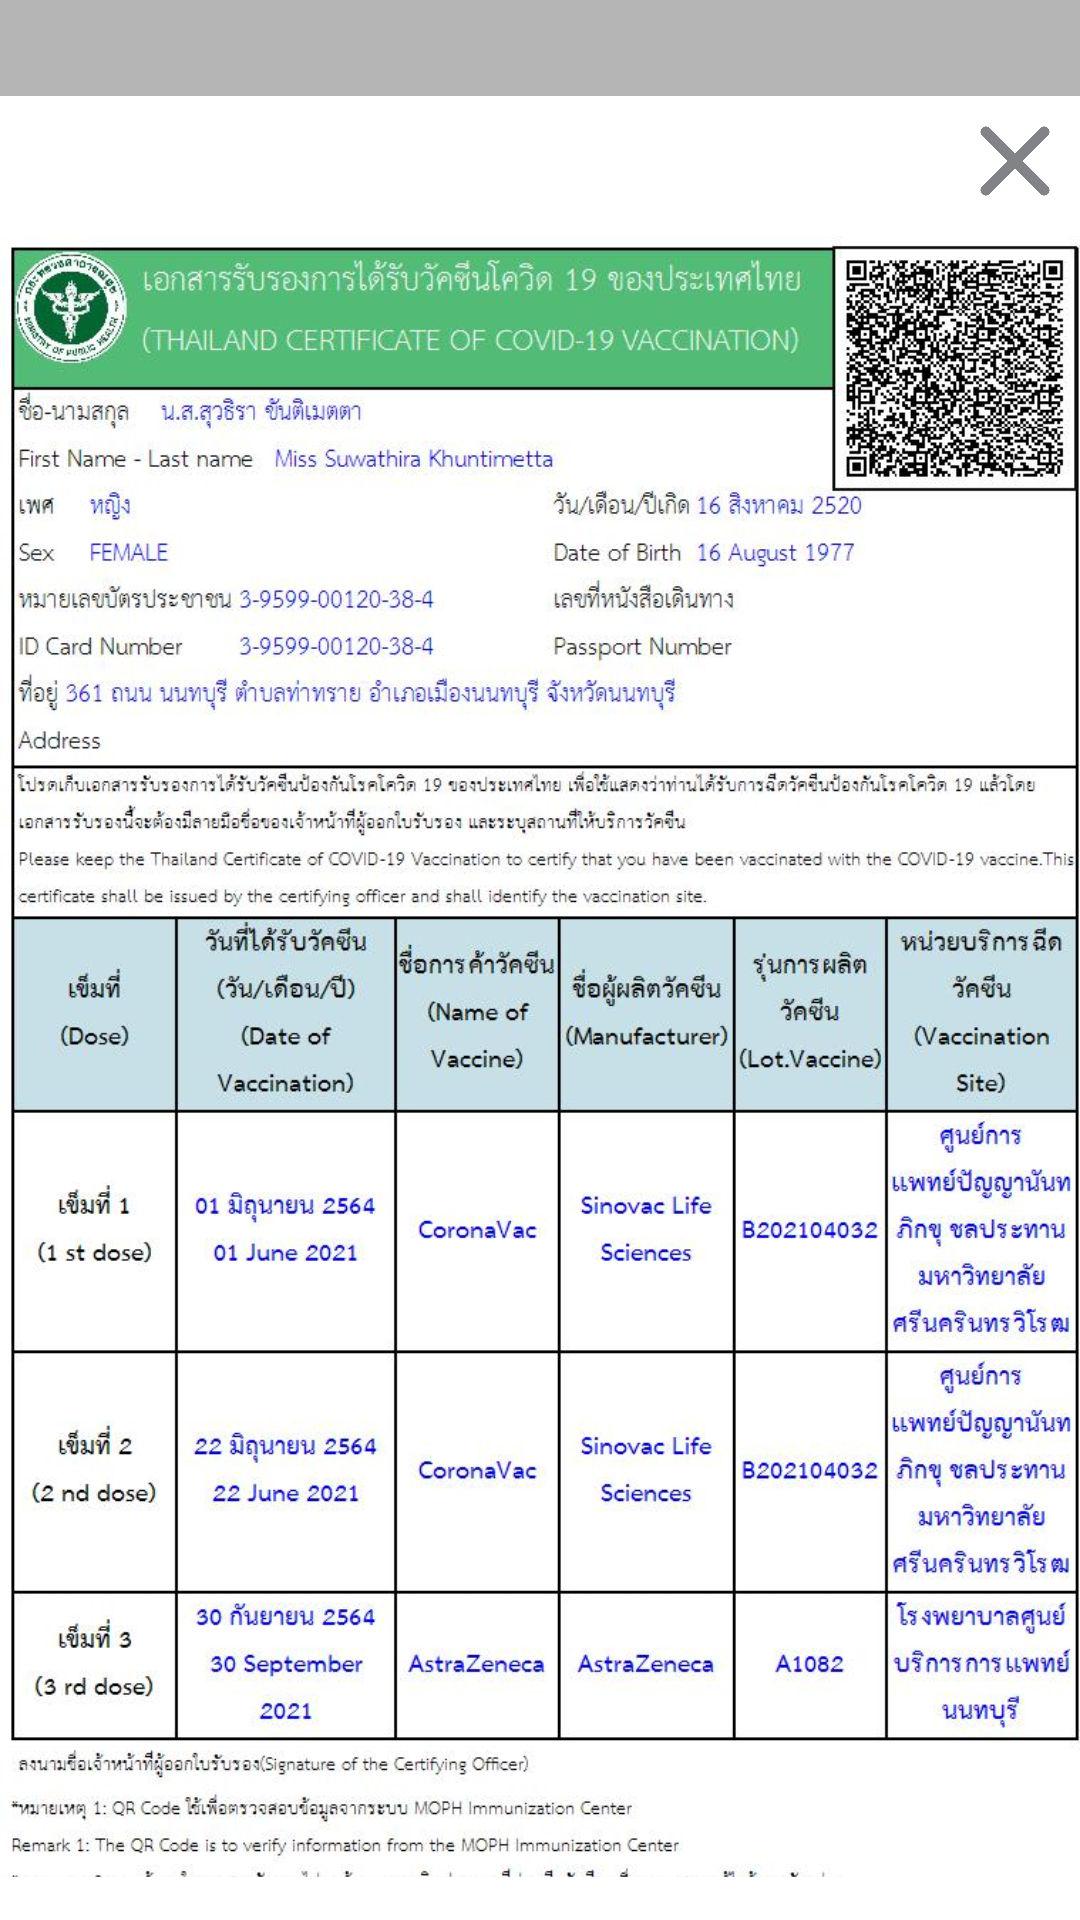 เอกสารรับรองการได้รับวัคซีนโควิด 19 ของประเทศไทย
(THAILAND CERTIFICATE OF COVID-19 VACCINATION)
กระทรวงสาธารณสุข
MINISTRY OF PUBLIC HEALTH
ชื่อ-นามสกุล น.ส.สุวธิรา ขันติเมตตา
First Name - Last name Miss Suwathira Khuntimetta
เพศ หญิง วัน/เดือน/ปีเกิด 16 สิงหาคม 2520
Sex FEMALE Date of Birth 16 August 1977
หมายเลขบัตรประชาชน 3-9599-00120-38-4 เลขที่หนังสือเดินทาง
ID Card Number 3-9599-00120-38-4 Passport Number
ที่อยู่ 361 ถนน นนทบุรี ตำบลท่าทราย อำเภอเมืองนนทบุรี จังหวัดนนทบุรี
Address
โปรดเก็บเอกสารรับรองการได้รับวัคซีนป้องกันโรคโควิด 19 ของประเทศไทย เพื่อใช้แสดงว่าท่านได้รับการฉีดวัคซีนป้องกันโรคโควิด 19 แล้วโดย
เอกสารรับรองนี้จะต้องมีลายมือชื่อของเจ้าหน้าที่ผู้ออกใบรับรอง และระบุสถานที่ให้บริการวัคซีน
Please keep the Thailand Certificate of COVID-19 Vaccination to certify that you have been vaccinated with the COVID-19 vaccine.This
certificate shall be issued by the certifying officer and shall identify the vaccination site.
เข็มที่
(Dose)
วันที่ได้รับวัคซีน
(วัน/เดือน/ปี)
(Date of
Vaccination)
ชื่อการค้าวัคซีน
(Name of
Vaccine)
ชื่อผู้ผลิตวัคซีน
(Manufacturer)
รุ่นการผลิต
วัคซีน
(Lot.Vaccine)
หน่วยบริการฉีด
วัคซีน
(Vaccination
Site)
เข็มที่ 1
(1 st dose)
01 มิถุนายน 2564
01 June 2021
CoronaVac
Sinovac Life
Sciences
B202104032
ศูนย์การ
แพทย์ปัญญานันท
ภิกขุ ชลประทาน
มหาวิทยาลัย
ศรีนครินทรวิโรฒ
เข็มที่ 2
(2 nd dose)
22 มิถุนายน 2564
22 June 2021
CoronaVac
Sinovac Life
Sciences
B202104032
ศูนย์การ
แพทย์ปัญญานันท
ภิกขุ ชลประทาน
มหาวิทยาลัย
ศรีนครินทรวิโรฒ
เข็มที่ 3
(3 rd dose)
30 กันยายน 2564
30 September
2021
AstraZeneca
AstraZeneca
A1082
โรงพยาบาลศูนย์
บริการการแพทย์
นนทบุรี
ลงนามชื่อเจ้าหน้าที่ผู้ออกใบรับรอง(Signature of the Certifying Officer)
*หมายเหตุ 1: QR Code ใช้เพื่อตรวจสอบข้อมูลจากระบบ MOPH Immunization Center
Remark 1: The QR Code is to verify information from the MOPH Immunization Center